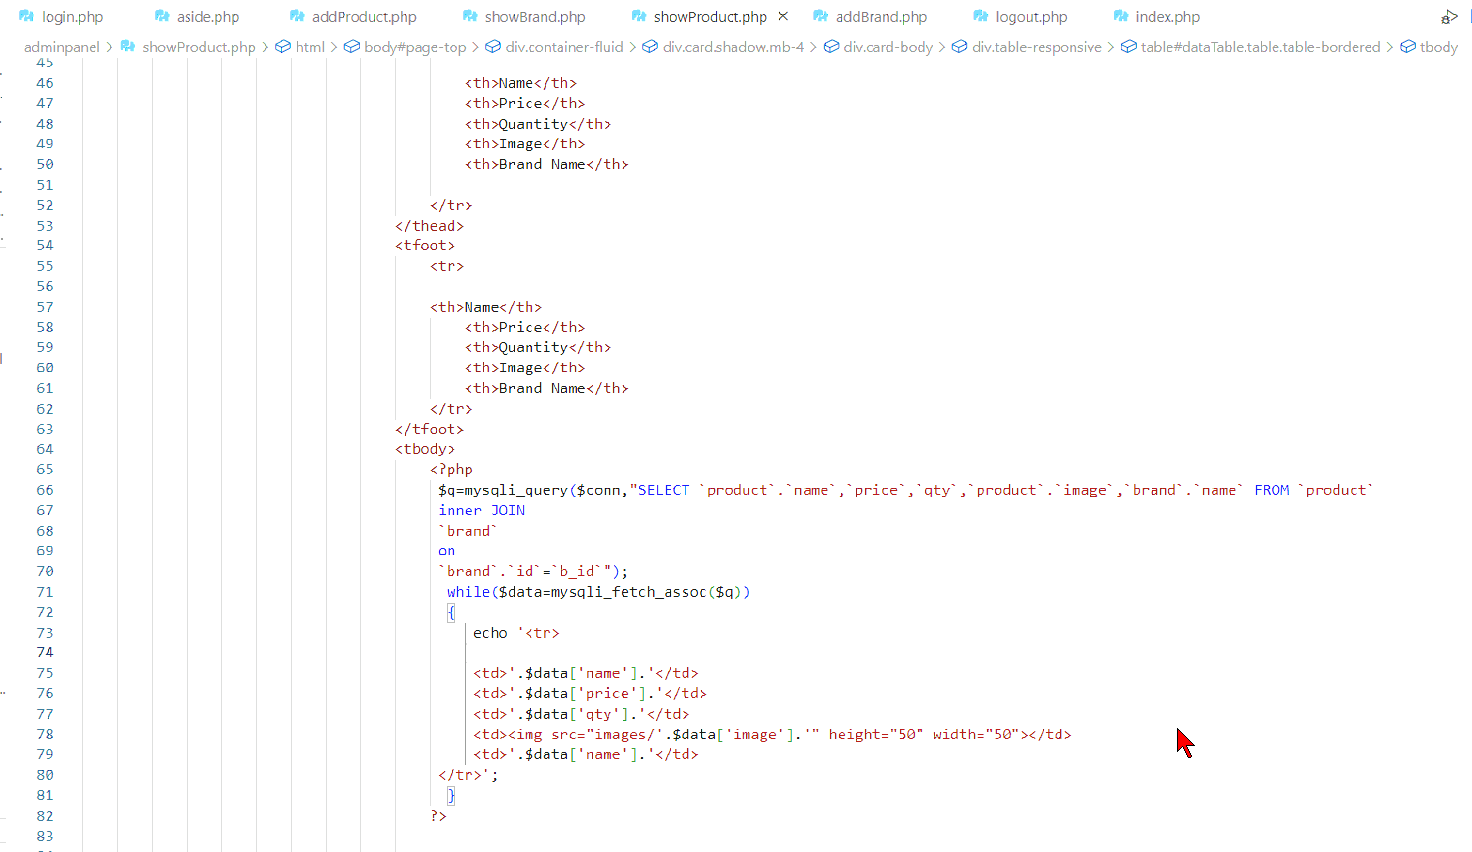 login.php aside.php addProduct.php showBrand.php showProduct.php × addBrand.php logout.php index.php
adminpanel > showProduct.php > html > body#page-top > div.container-fluid > div.card.shadow.mb-4 > div.card-body > div.table-responsive > table#dataTable.table.table-bordered > tbody
45
46 <th>Name</th>
47 <th>Price</th>
48 <th>Quantity</th>
49 <th>Image</th>
50 <th>Brand Name</th>
51
52 </tr>
53 </thead>
54 <tfoot>
55 <tr>
56
57 <th>Name</th>
58 <th>Price</th>
59 <th>Quantity</th>
60 <th>Image</th>
61 <th>Brand Name</th>
62 </tr>
63 </tfoot>
64 <tbody>
65 <?php
66 $q=mysqli_query($conn,"SELECT `product`.`name`,`price`,`qty`,`product`.`image`,`brand`.`name` FROM `product`
67 inner JOIN
68 `brand`
69 on
70 `brand`.`id`=`b_id`");
71 while($data=mysqli_fetch_assoc($q))
72 {
73 echo '<tr>
74
75 <td>'.$data['name'].'</td>
76 <td>'.$data['price'].'</td>
77 <td>'.$data['qty'].'</td>
78 <td><img src="images/'.$data['image'].'" height="50" width="50"></td>
79 <td>'.$data['name'].'</td>
80 </tr>';
81 }
82 ?>
83